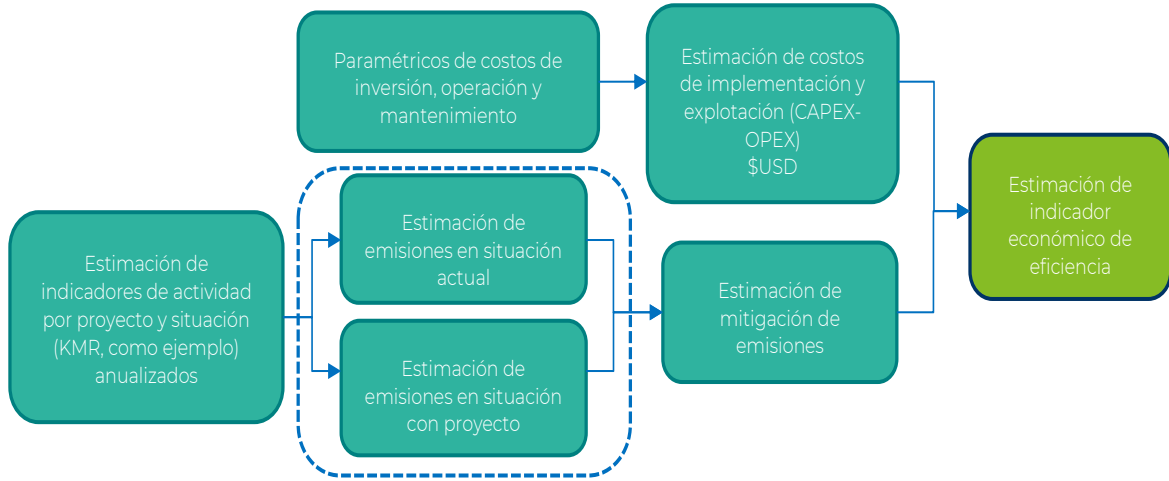 Paramétricos de costos de
inversión, operación y
mantenimiento
Estimación de costos
de implementación y
explotación (CAPEX-
OPEX)
$USD
Estimación de
indicador
económico de
eficiencia
Estimación de
indicadores de actividad
por proyecto y situación
(KMR, como ejemplo)
anualizados
Estimación de
emisiones en situación
actual
Estimación de
emisiones en situación
con proyecto
Estimación de
mitigación de
emisiones